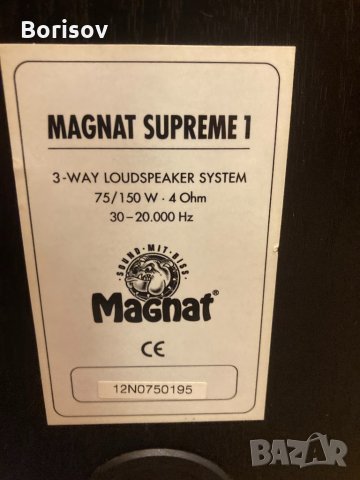 Borisov
MAGNAT SUPREME 1
3-WAY LOUDSPEAKER SYSTEM
75/150 W · 4 Ohm
30–20.000 Hz
SOUND·MIT·BISS
Magnat®
CE
12N0750195
BAZAR